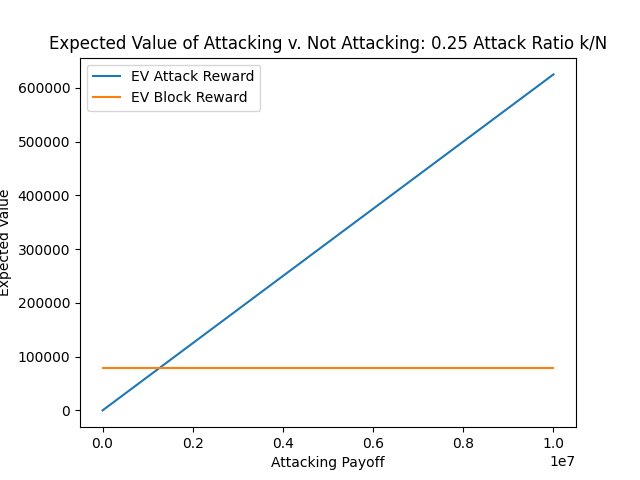 Expected Value of Attacking v. Not Attacking: 0.25 Attack Ratio k/N
EV Attack Reward
EV Block Reward
600000
500000
400000
300000
200000
100000
0
Expected Value
0.0 0.2 0.4 0.6 0.8 1.0
1e7
Attacking Payoff